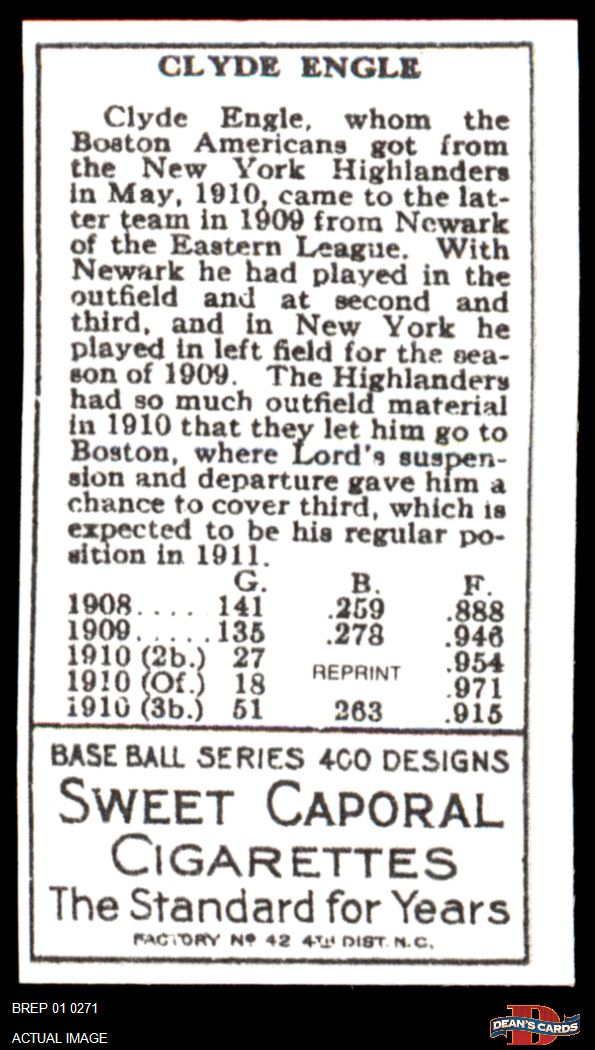 CLYDE ENGLE
Clyde Engle, whom the
Boston Americans got from
the New York Highlanders
in May, 1910, came to the lat-
ter team in 1909 from Newark
of the Eastern League. With
Newark he had played in the
outfield and at second and
third, and in New York he
played in left field for the sea-
son of 1909. The Highlanders
had so much outfield material
in 1910 that they let him go to
Boston, where Lord's suspen-
sion and departure gave him a
chance to cover third, which is
expected to be his regular po-
sition in 1911.
G. B. F.
1908..... 141 .259 .888
1909.....135 .278 .946
1910 (2b.) 27 .954
REPRINT
1910 (Of.) 18 .971
1910 (3b.) 51 263 .915
BASE BALL SERIES 400 DESIGNS
SWEET CAPORAL
CIGARETTES
The Standard for Years
FACTORY Nº 42 4TH DIST. N.C.
BREP 01 0271
ACTUAL IMAGE
D
DEAN'S CARDS